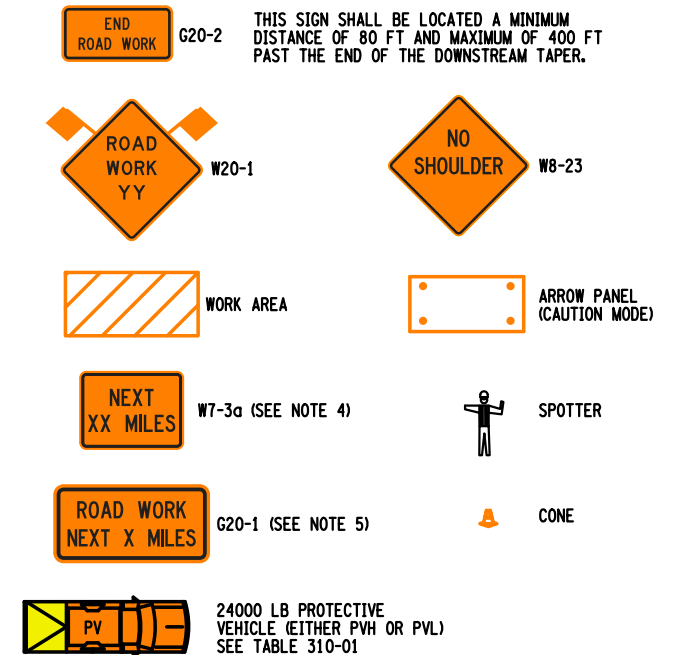 END
ROAD WORK
G20-2
THIS SIGN SHALL BE LOCATED A MINIMUM
DISTANCE OF 80 FT AND MAXIMUM OF 400 FT
PAST THE END OF THE DOWNSTREAM TAPER.
ROAD
WORK
YY
W20-1
NO
SHOULDER
W8-23
WORK AREA
ARROW PANEL
(CAUTION MODE)
NEXT
XX MILES
W7-3a (SEE NOTE 4)
SPOTTER
ROAD WORK
NEXT X MILES
G20-1 (SEE NOTE 5)
CONE
PV
24000 LB PROTECTIVE
VEHICLE (EITHER PVH OR PVL)
SEE TABLE 310-01